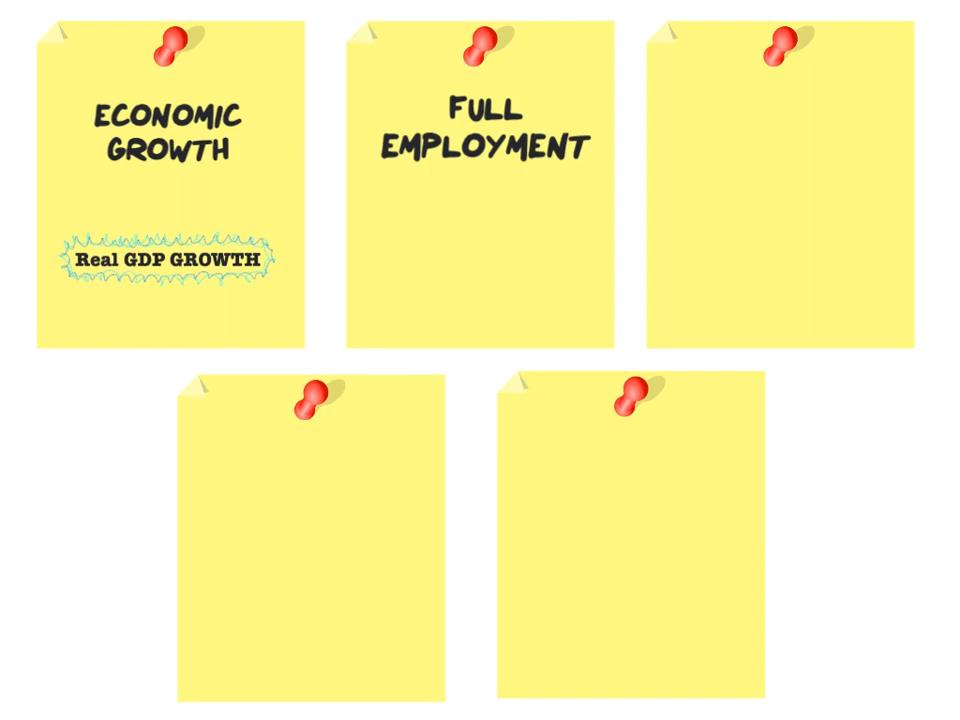 ECONOMIC
GROWTH
Real GDP GROWTH
FULL
EMPLOYMENT